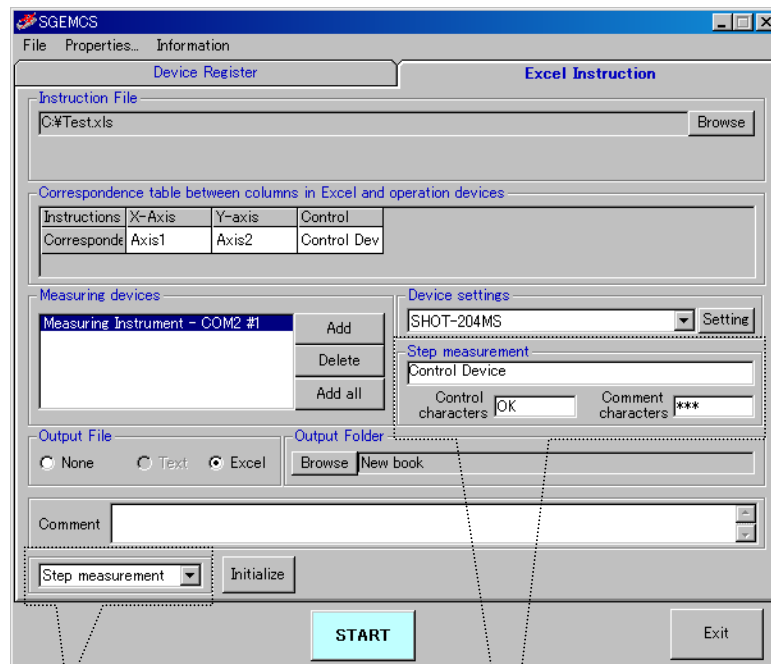 SGEMCS
File Properties... Information
Device Register Excel Instruction
Instruction File
C:¥Test.xls Browse
Correspondence table between columns in Excel and operation devices
Instructions X-Axis Y-axis Control
Corresponde Axis1 Axis2 Control Dev
Measuring devices Device settings
Measuring Instrument - COM2 #1 Add SHOT-204MS Setting
Delete Step measurement
Control Device
Add all Control characters OK Comment characters ***
Output File Output Folder
None Text Excel Browse New book
Comment
Step measurement Initialize
START Exit